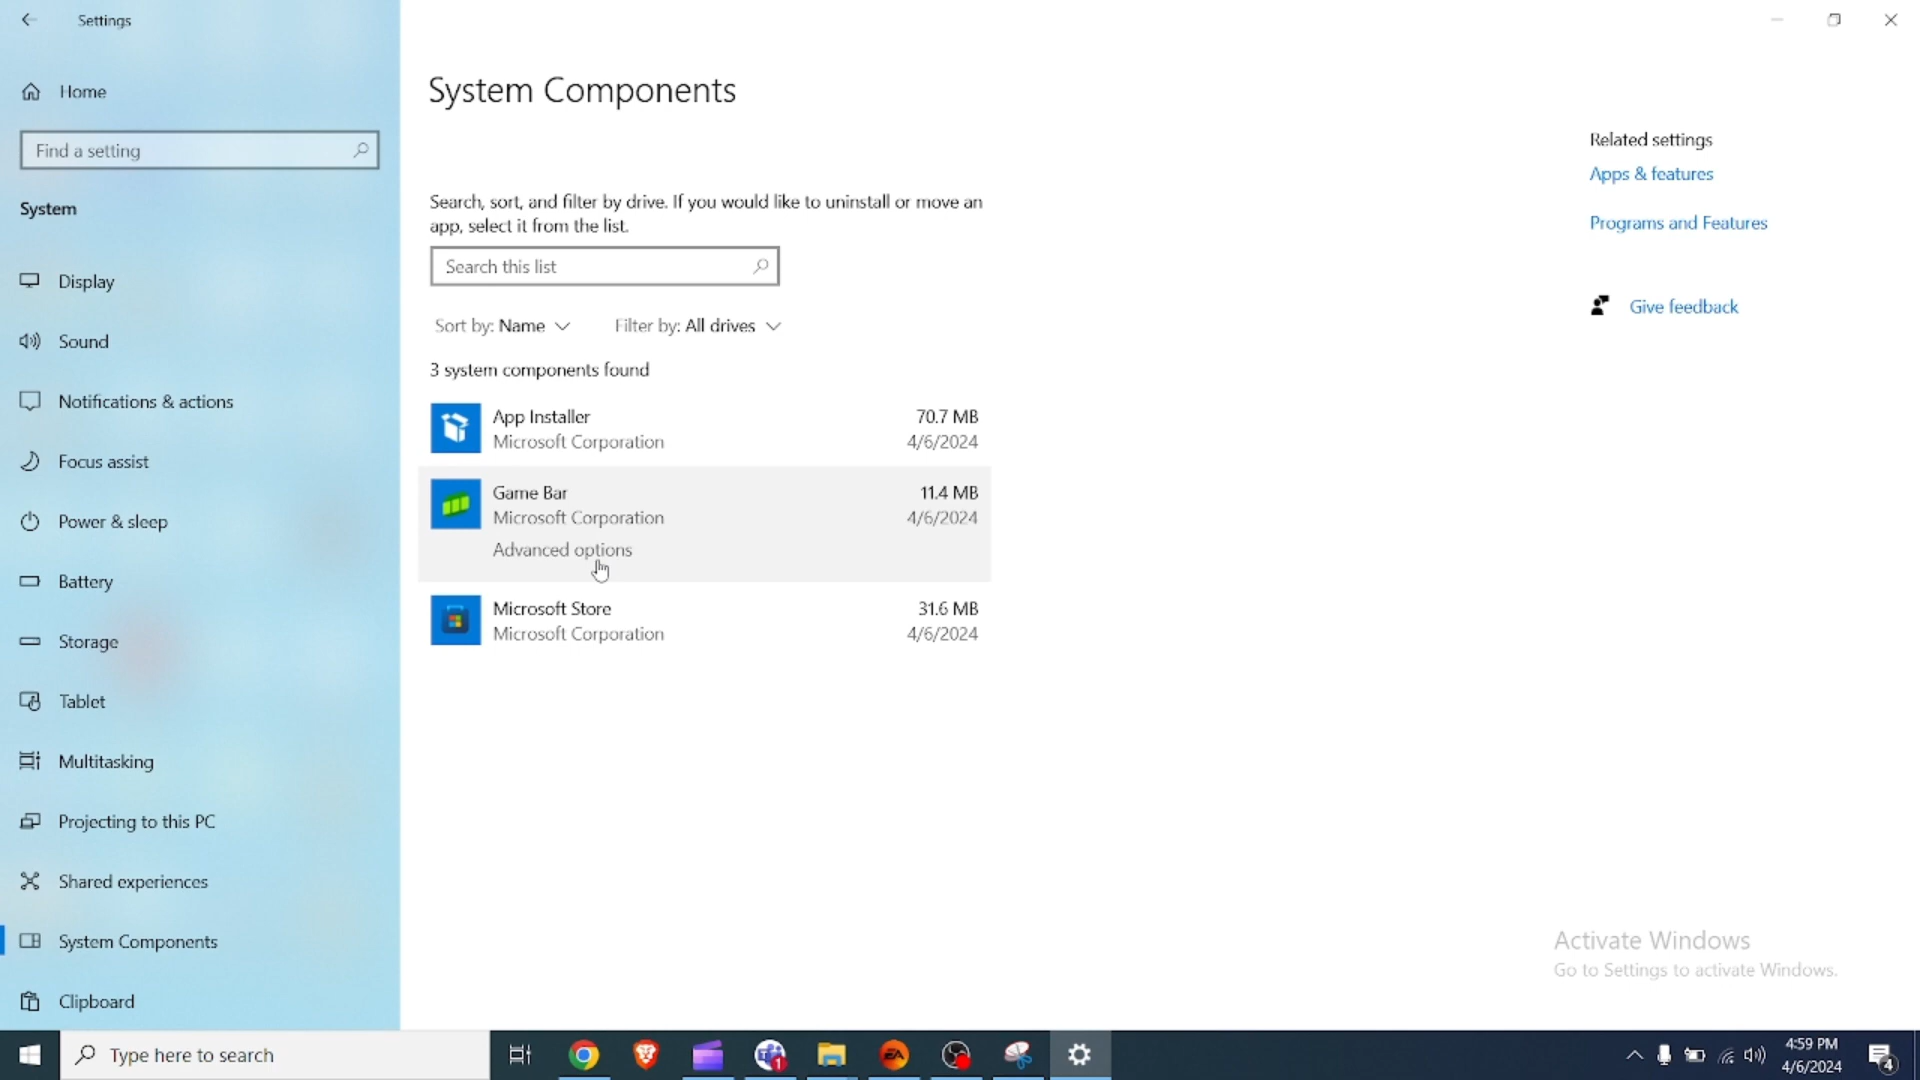 Settings
Home
Find a setting
System
Display
Sound
Notifications & actions
Focus assist
Power & sleep
Battery
Storage
Tablet
Multitasking
Projecting to this PC
Shared experiences
System Components
Clipboard
System Components
Search, sort, and filter by drive. If you would like to uninstall or move an
app, select it from the list.
Search this list
Sort by: Name
Filter by: All drives
3 system components found
App Installer
70.7 MB
Microsoft Corporation
4/6/2024
Game Bar
11.4 MB
Microsoft Corporation
4/6/2024
Advanced options
Microsoft Store
31.6 MB
Microsoft Corporation
4/6/2024
Related settings
Apps & features
Programs and Features
Give feedback
Activate Windows
Go to Settings to activate Windows.
Type here to search
1
EA
4:59 PM
4/6/2024
4